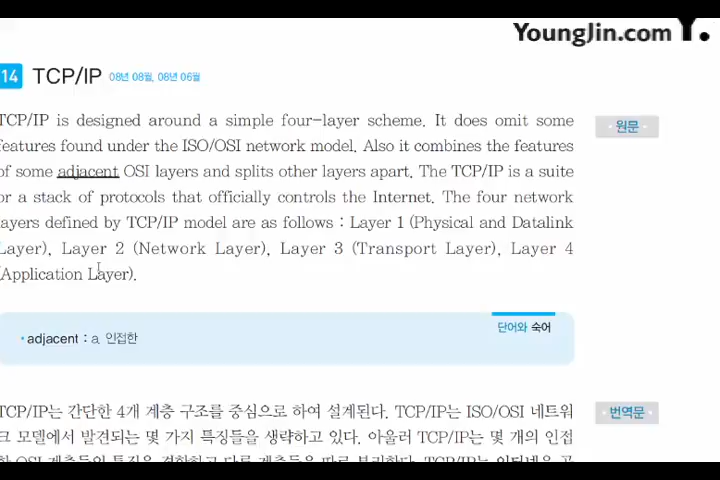 YoungJin.com Y.
14 TCP/IP 08년 08월, 08년 06월
TCP/IP is designed around a simple four-layer scheme. It does omit some
features found under the ISO/OSI network model. Also it combines the features
of some adjacent OSI layers and splits other layers apart. The TCP/IP is a suite
or a stack of protocols that officially controls the Internet. The four network
layers defined by TCP/IP model are as follows : Layer 1 (Physical and Datalink
Layer), Layer 2 (Network Layer), Layer 3 (Transport Layer), Layer 4
(Application Layer).
원문
단어와 숙어
• adjacent : a. 인접한
TCP/IP는 간단한 4개 계층 구조를 중심으로 하여 설계된다. TCP/IP는 ISO/OSI 네트워
크 모델에서 발견되는 몇 가지 특징들을 생략하고 있다. 아울러 TCP/IP는 몇 개의 인접
번역문